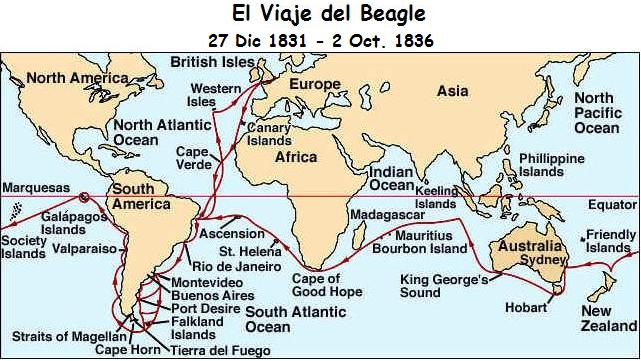 El Viaje del Beagle
27 Dic 1831 - 2 Oct. 1836
British Isles
North America
Western
Isles
Europe
Asia
North
Pacific
Ocean
North Atlantic
Ocean
Canary
Islands
Cape
Verde
Africa
Phillippine
Islands
Indian
Ocean
Keeling
Islands
Marquesas
South
America
Equator
Galápagos
Islands
Madagascar
Society
Islands
Valparaiso
Ascension
St. Helena
Mauritius
Bourbon Island
Australia
Sydney
Friendly
Islands
Rio de Janeiro
Montevideo
Buenos Aires
Port Desire
Falkland
Islands
South Atlantic
Ocean
Cape of
Good Hope
King George's
Sound
Hobart
New
Zealand
Straits of Magellan
Cape Horn
Tierra del Fuego